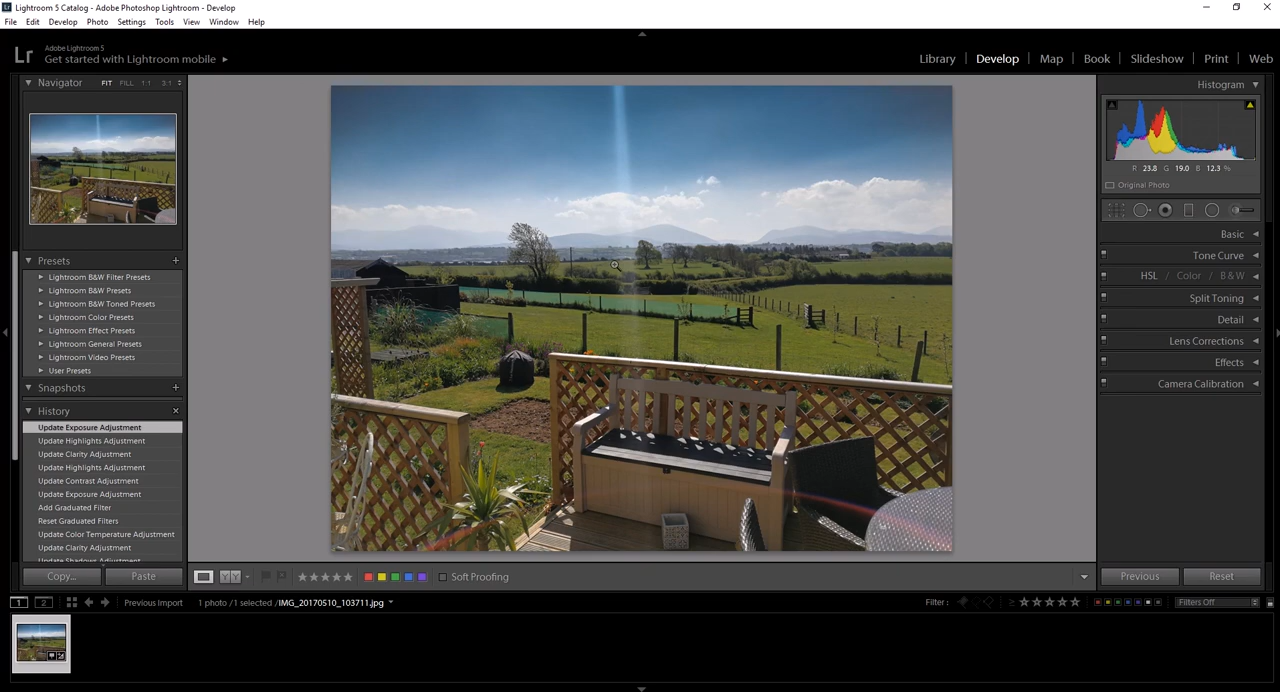 Lightroom 5 Catalog - Adobe Photoshop Lightroom - Develop
File Edit Develop Photo Settings Tools View Window Help
Lr
Adobe Lightroom 5
Get started with Lightroom mobile
Library Develop Map Book Slideshow Print Web
Navigator FIT FILL 1:1 3:1
Histogram
R 23.8 G 19.0 B 12.3 %
Original Photo
Basic
Tone Curve
HSL / Color / B & W
Split Toning
Detail
Lens Corrections
Effects
Camera Calibration
Presets
Lightroom B&W Filter Presets
Lightroom B&W Presets
Lightroom B&W Toned Presets
Lightroom Color Presets
Lightroom Effect Presets
Lightroom General Presets
Lightroom Video Presets
User Presets
Snapshots
History
Update Exposure Adjustment
Update Highlights Adjustment
Update Clarity Adjustment
Update Highlights Adjustment
Update Contrast Adjustment
Update Exposure Adjustment
Add Graduated Filter
Reset Graduated Filters
Update Color Temperature Adjustment
Update Clarity Adjustment
Update Shadows Adjustment
Copy... Paste
Y Y
Soft Proofing
Previous Reset
1 2 Previous Import 1 photo /1 selected /IMG_20170510_103711.jpg
Filter : Filters Off